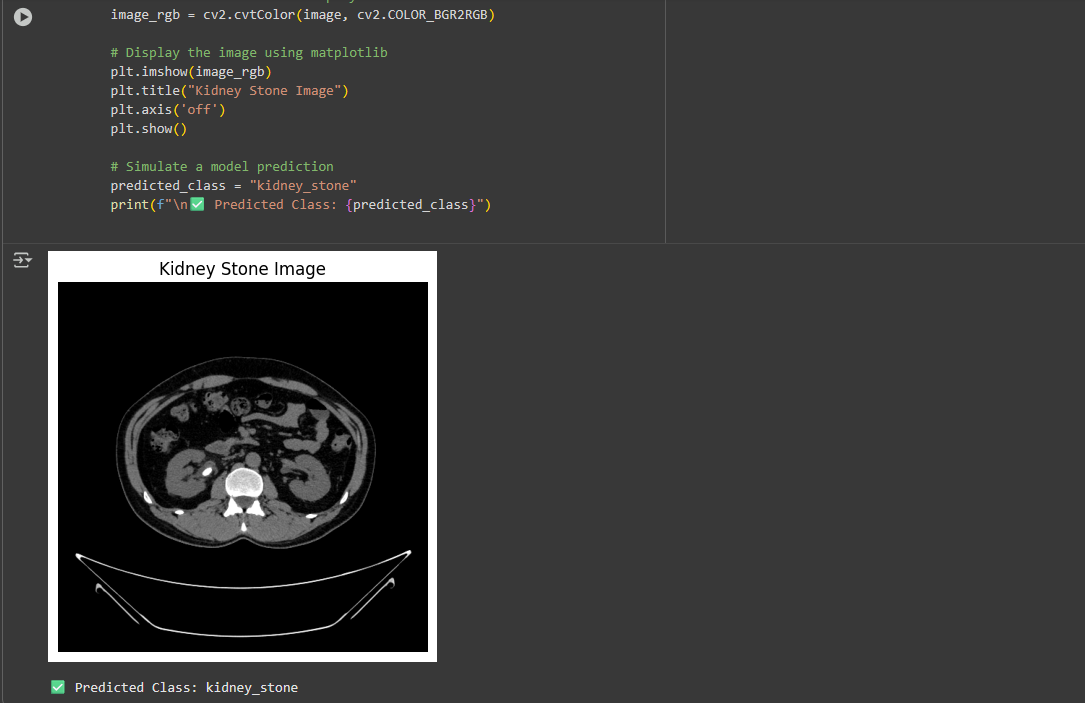 image_rgb = cv2.cvtColor(image, cv2.COLOR_BGR2RGB)
# Display the image using matplotlib
plt.imshow(image_rgb)
plt.title("Kidney Stone Image")
plt.axis('off')
plt.show()
# Simulate a model prediction
predicted_class = "kidney_stone"
print(f"\n✅ Predicted Class: {predicted_class}")
Kidney Stone Image
✅ Predicted Class: kidney_stone